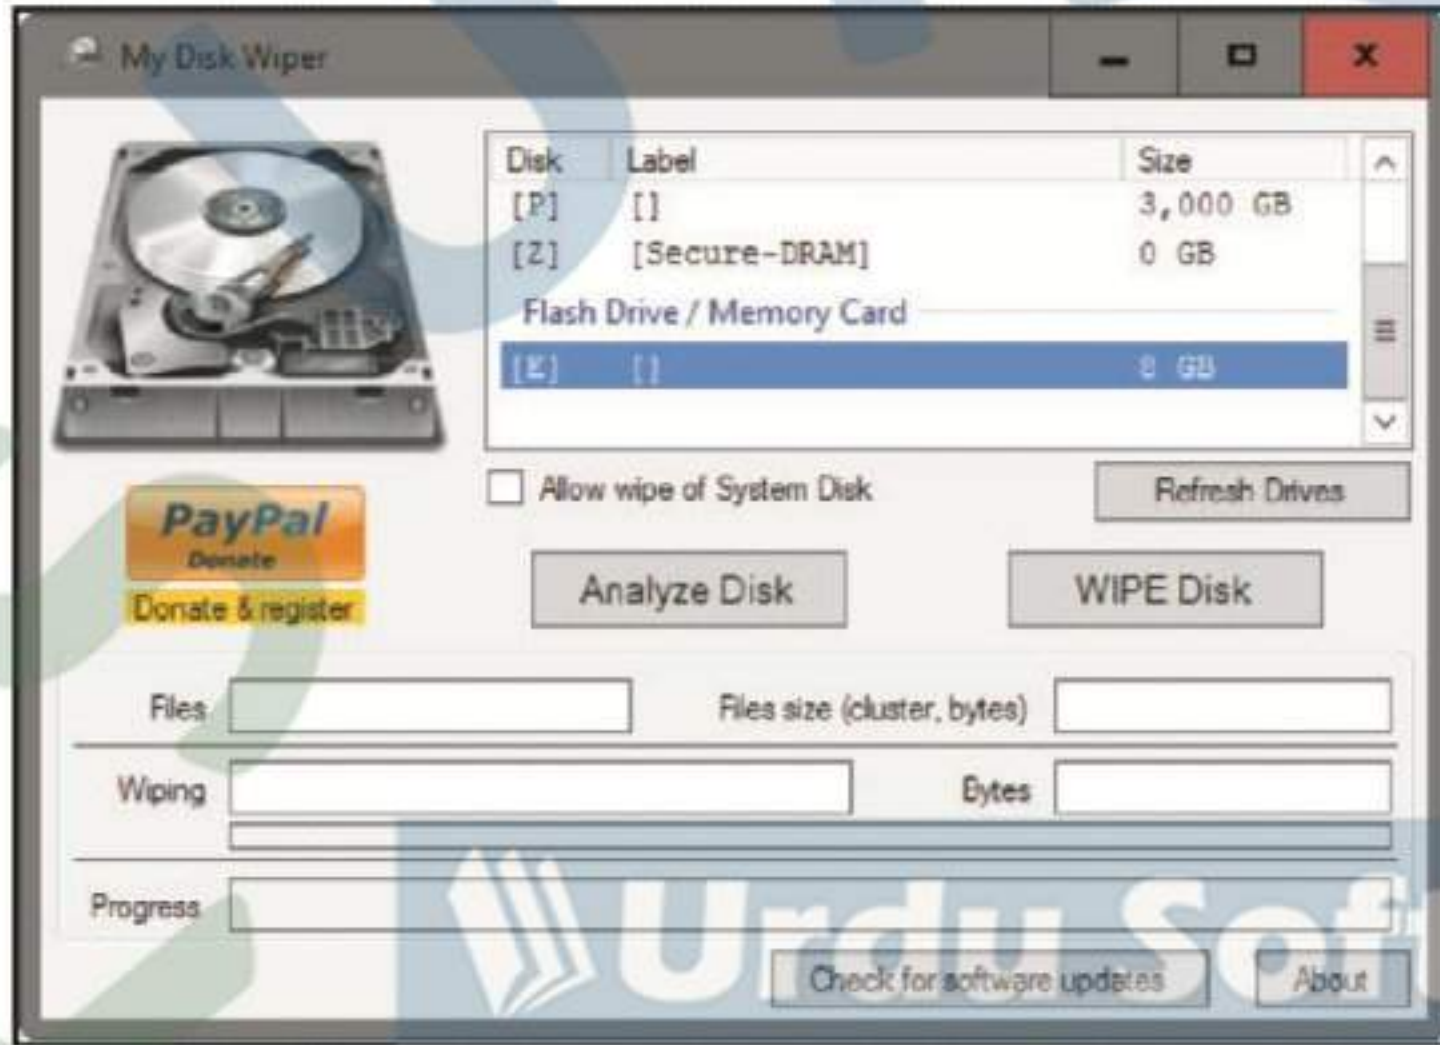 My Disk Wiper
Disk Label Size
[P] [] 3,000 GB
[Z] [Secure-DRAM] 0 GB
Flash Drive / Memory Card
[K] [] 8 GB
Allow wipe of System Disk
Refresh Drives
PayPal
Donate
Donate & register
Analyze Disk
WIPE Disk
Files
Files size (cluster, bytes)
Wiping
Bytes
Progress
Urdu Soft
Check for software updates
About